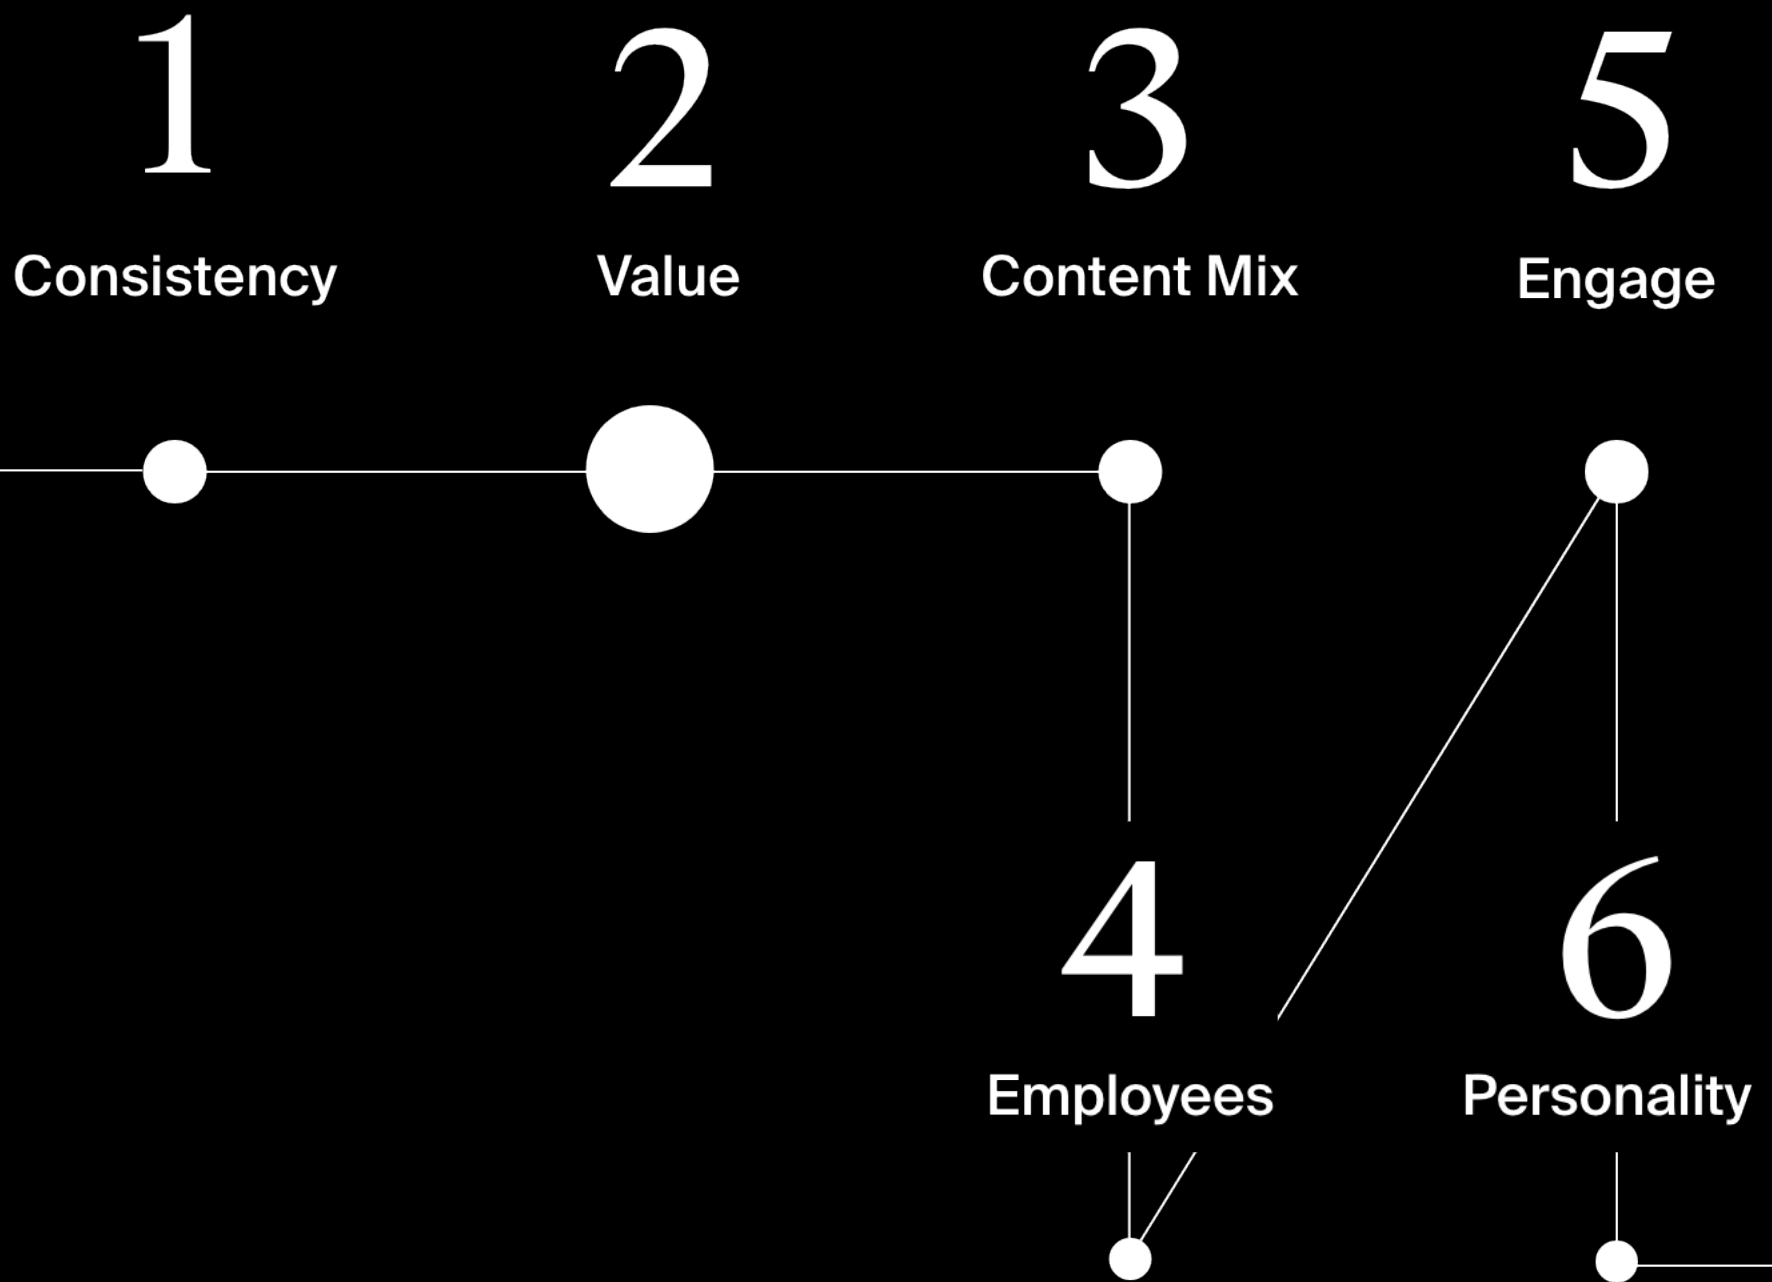 1
Consistency
2
Value
3
Content Mix
5
Engage
4
Employees
6
Personality